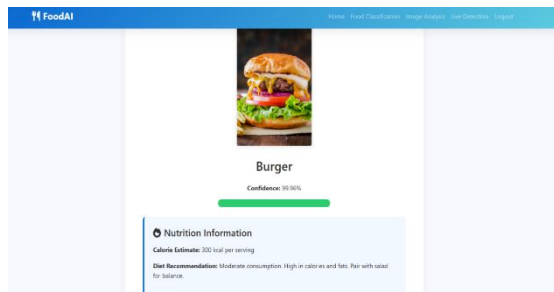 FoodAI
Home Food Classification Image Analysis Live Detection Logout
Burger
Confidence: 99.96%
Nutrition Information
Calorie Estimate: 300 kcal per serving
Diet Recommendation: Moderate consumption. High in calories and fats. Pair with salad
for balance.